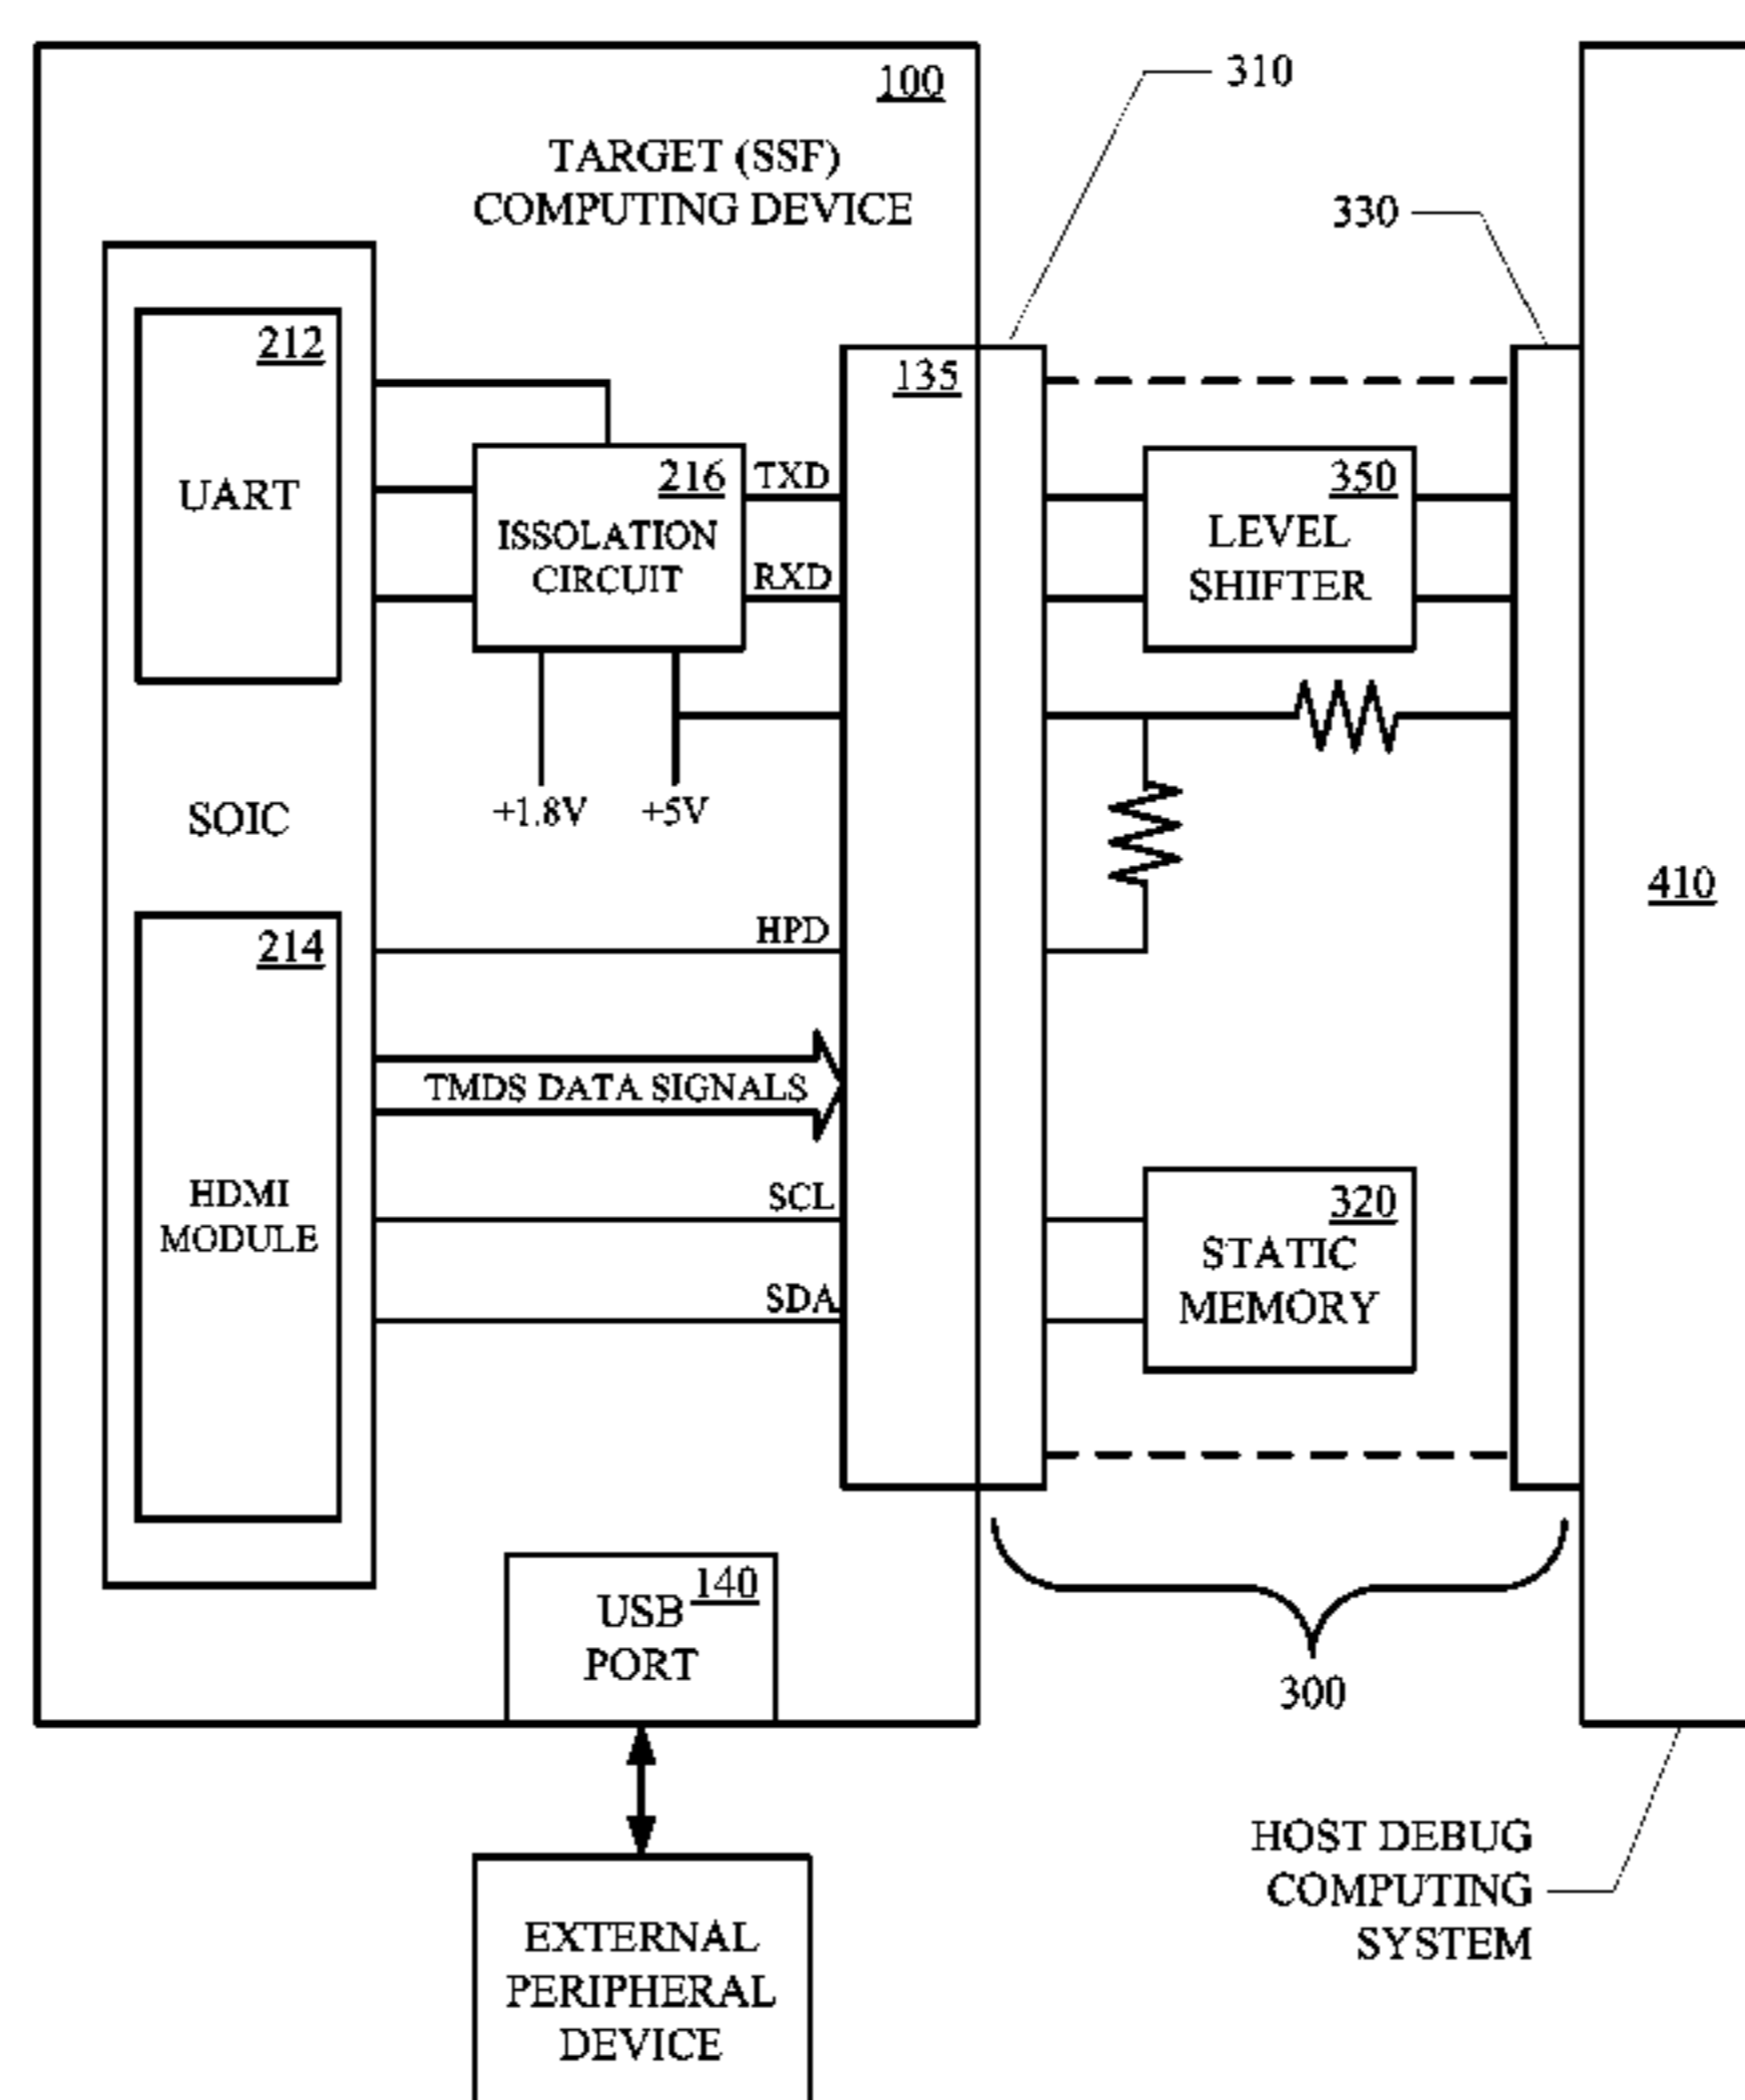 100
TARGET (SSF)
COMPUTING DEVICE
310
330
212
UART
135
216
ISSOLATION
CIRCUIT
TXD
RXD
350
LEVEL
SHIFTER
+1.8V
+5V
SOIC
410
214
HDMI
MODULE
HPD
TMDS DATA SIGNALS
SCL
SDA
320
STATIC
MEMORY
140
USB
PORT
300
HOST DEBUG
COMPUTING
SYSTEM
EXTERNAL
PERIPHERAL
DEVICE